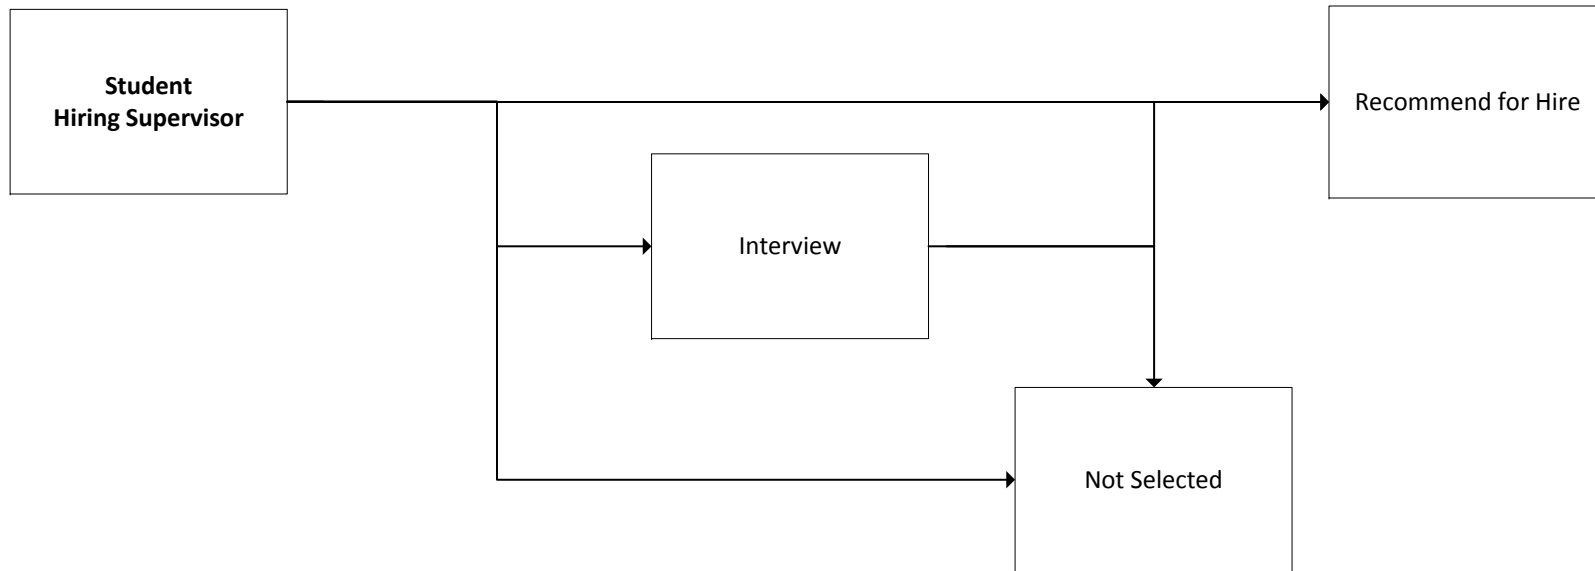 Student
Hiring Supervisor
Recommend for Hire
Interview
Not Selected